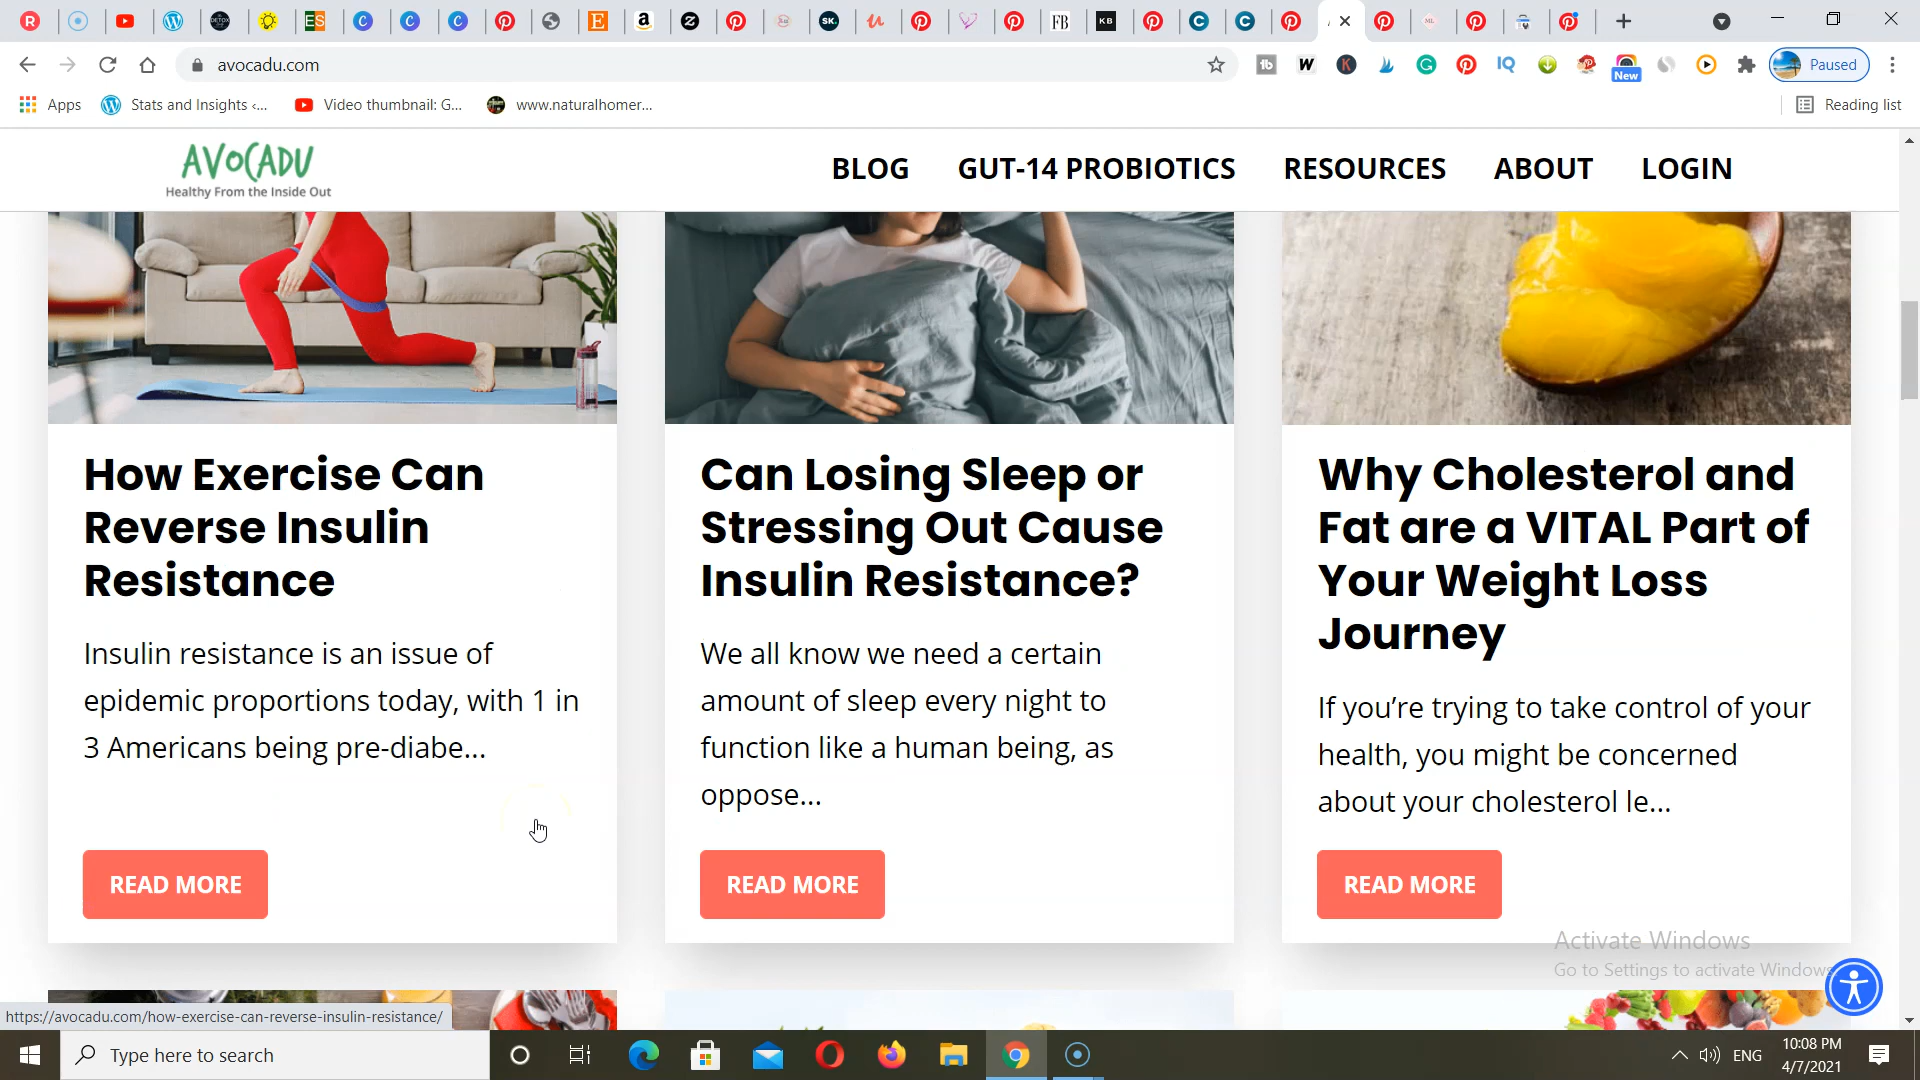 avocadu.com
New
Paused
Apps
Stats and Insights <...
Video thumbnail: G...
www.naturalhomer...
Reading list
AVOCADU
Healthy From the Inside Out
BLOG
GUT-14 PROBIOTICS
RESOURCES
ABOUT
LOGIN
How Exercise Can
Reverse Insulin
Resistance
Insulin resistance is an issue of
epidemic proportions today, with 1 in
3 Americans being pre-diabe...
READ MORE
Can Losing Sleep or
Stressing Out Cause
Insulin Resistance?
We all know we need a certain
amount of sleep every night to
function like a human being, as
oppose...
READ MORE
Why Cholesterol and
Fat are a VITAL Part of
Your Weight Loss
Journey
If you’re trying to take control of your
health, you might be concerned
about your cholesterol le...
READ MORE
Activate Windows
Go to Settings to activate Windows
https://avocadu.com/how-exercise-can-reverse-insulin-resistance/
Type here to search
ENG
10:08 PM
4/7/2021